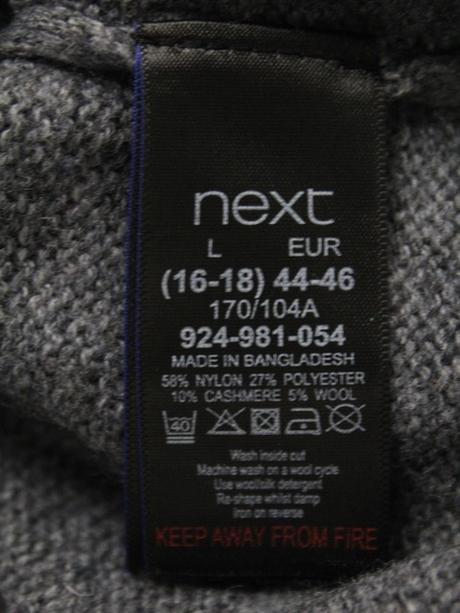 next
L EUR
(16-18) 44-46
170/104A
924-981-054
MADE IN BANGLADESH
58% NYLON 27% POLYESTER
10% CASHMERE 5% WOOL
40
Wash inside out
Machine wash on a wool cycle
Use wool/silk detergent
Re-shape whilst damp
Iron on reverse
KEEP AWAY FROM FIRE